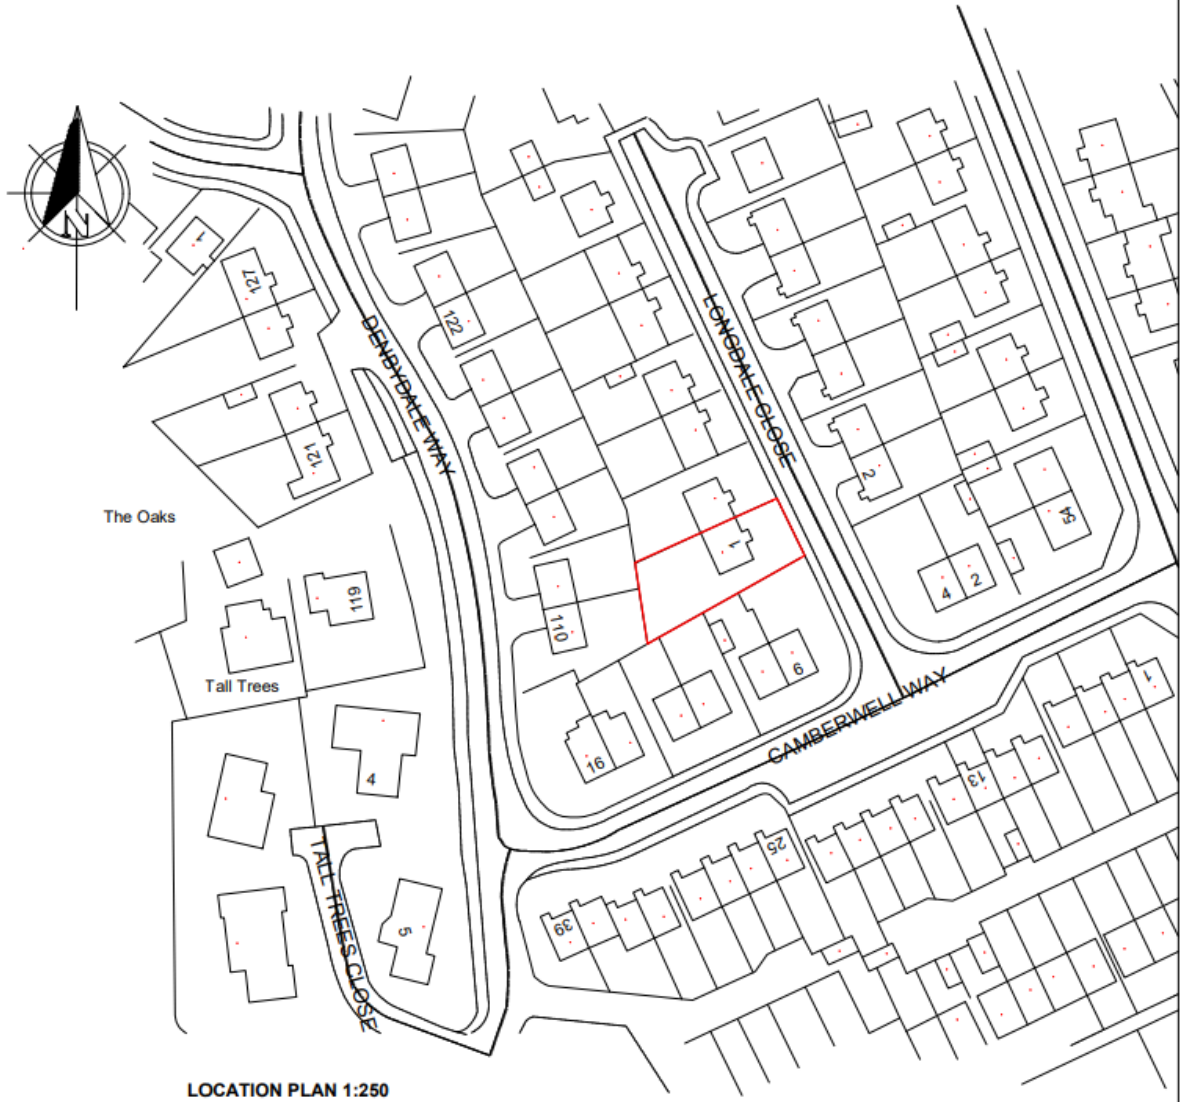 N
1
127
122
DENBYDALE WAY
LONGDALE CLOSE
121
2
54
The Oaks
1
4
2
119
110
6
Tall Trees
CAMBERWELL WAY
1
16
4
13
25
TALL TREES CLOSE
39
5
LOCATION PLAN 1:250